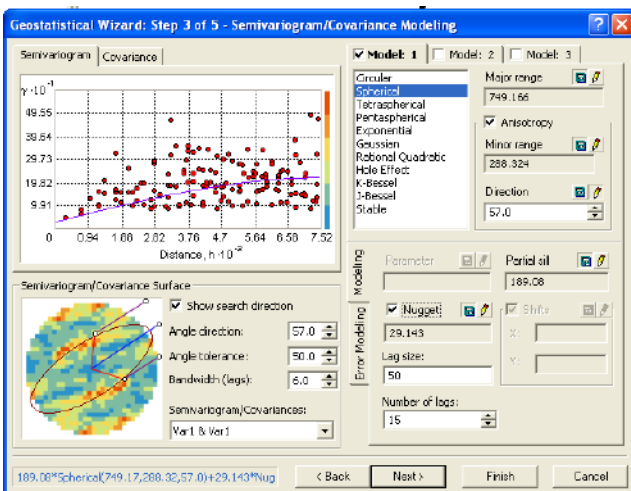 Geostatistical Wizard: Step 3 of 5 - Semivariogram/Covariance Modeling
Semivariogram
Covariance
γ·10⁻¹
49.55
39.64
29.73
19.82
9.91
0 0.94 1.88 2.82 3.76 4.7 5.64 6.58 7.52
Distance, h·10⁻²
Semivariogram/Covariance Surface
Show search direction
Angle direction: 57.0
Angle tolerance: 50.0
Bandwidth (lags): 6.0
Semivariogram/Covariances:
Var1 & Var1
Model: 1
Model: 2
Model: 3
Circular
Spherical
Tetraspherical
Pentaspherical
Exponential
Gaussian
Rational Quadratic
Hole Effect
K-Bessel
J-Bessel
Stable
Major range
749.166
Anisotropy
Minor range
288.324
Direction
57.0
Modeling
Error Modeling
Parameter
Partial sill
189.08
Nugget
29.143
Shifts
X:
Y:
Lag size:
50
Number of lags:
15
189.08*Spherical(749.17,288.32,57.0)+29.143*Nug
< Back
Next >
Finish
Cancel